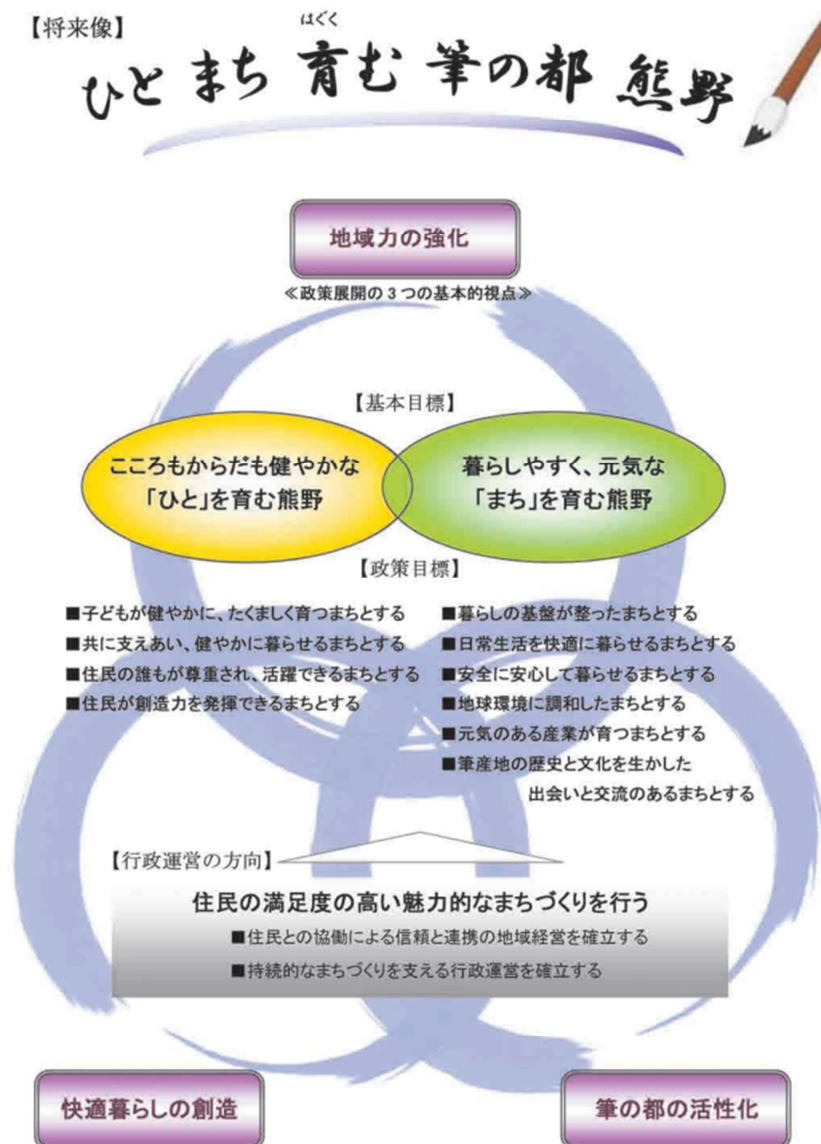 【将来像】
はぐく
ひと まち 育む 筆の都 熊野
地域力の強化
≪政策展開の3つの基本的視点≫
【基本目標】
こころもからだも健やかな
「ひと」を育む熊野
暮らしやすく、元気な
「まち」を育む熊野
【政策目標】
■子どもが健やかに、たくましく育つまちとする
■共に支えあい、健やかに暮らせるまちとする
■住民の誰もが尊重され、活躍できるまちとする
■住民が創造力を発揮できるまちとする
■暮らしの基盤が整ったまちとする
■日常生活を快適に暮らせるまちとする
■安全に安心して暮らせるまちとする
■地球環境に調和したまちとする
■元気のある産業が育つまちとする
■筆産地の歴史と文化を生かした
出会いと交流のあるまちとする
【行政運営の方向】
住民の満足度の高い魅力的なまちづくりを行う
■住民との協働による信頼と連携の地域経営を確立する
■持続的なまちづくりを支える行政運営を確立する
快適暮らしの創造
筆の都の活性化